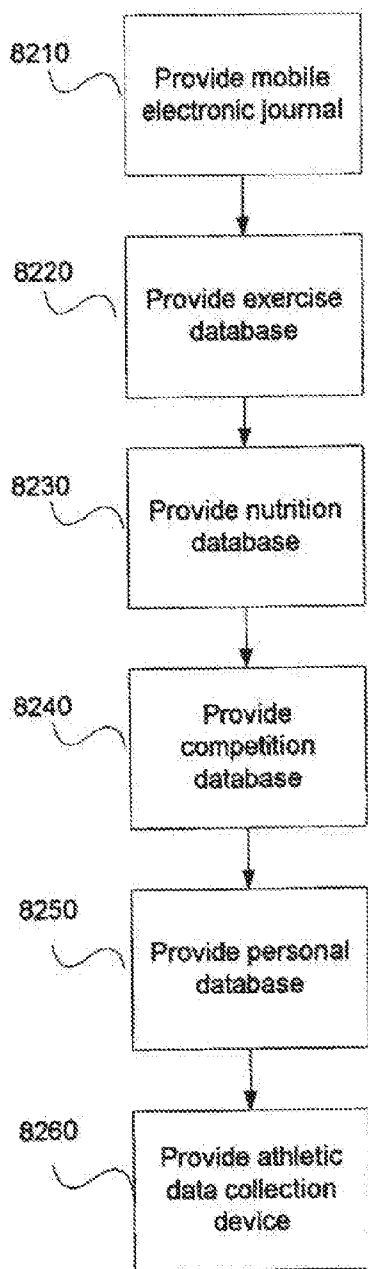 8210
Provide mobile
electronic journal
8220
Provide exercise
database
8230
Provide nutrition
database
8240
Provide
competition
database
8250
Provide personal
database
8260
Provide athletic
data collection
device